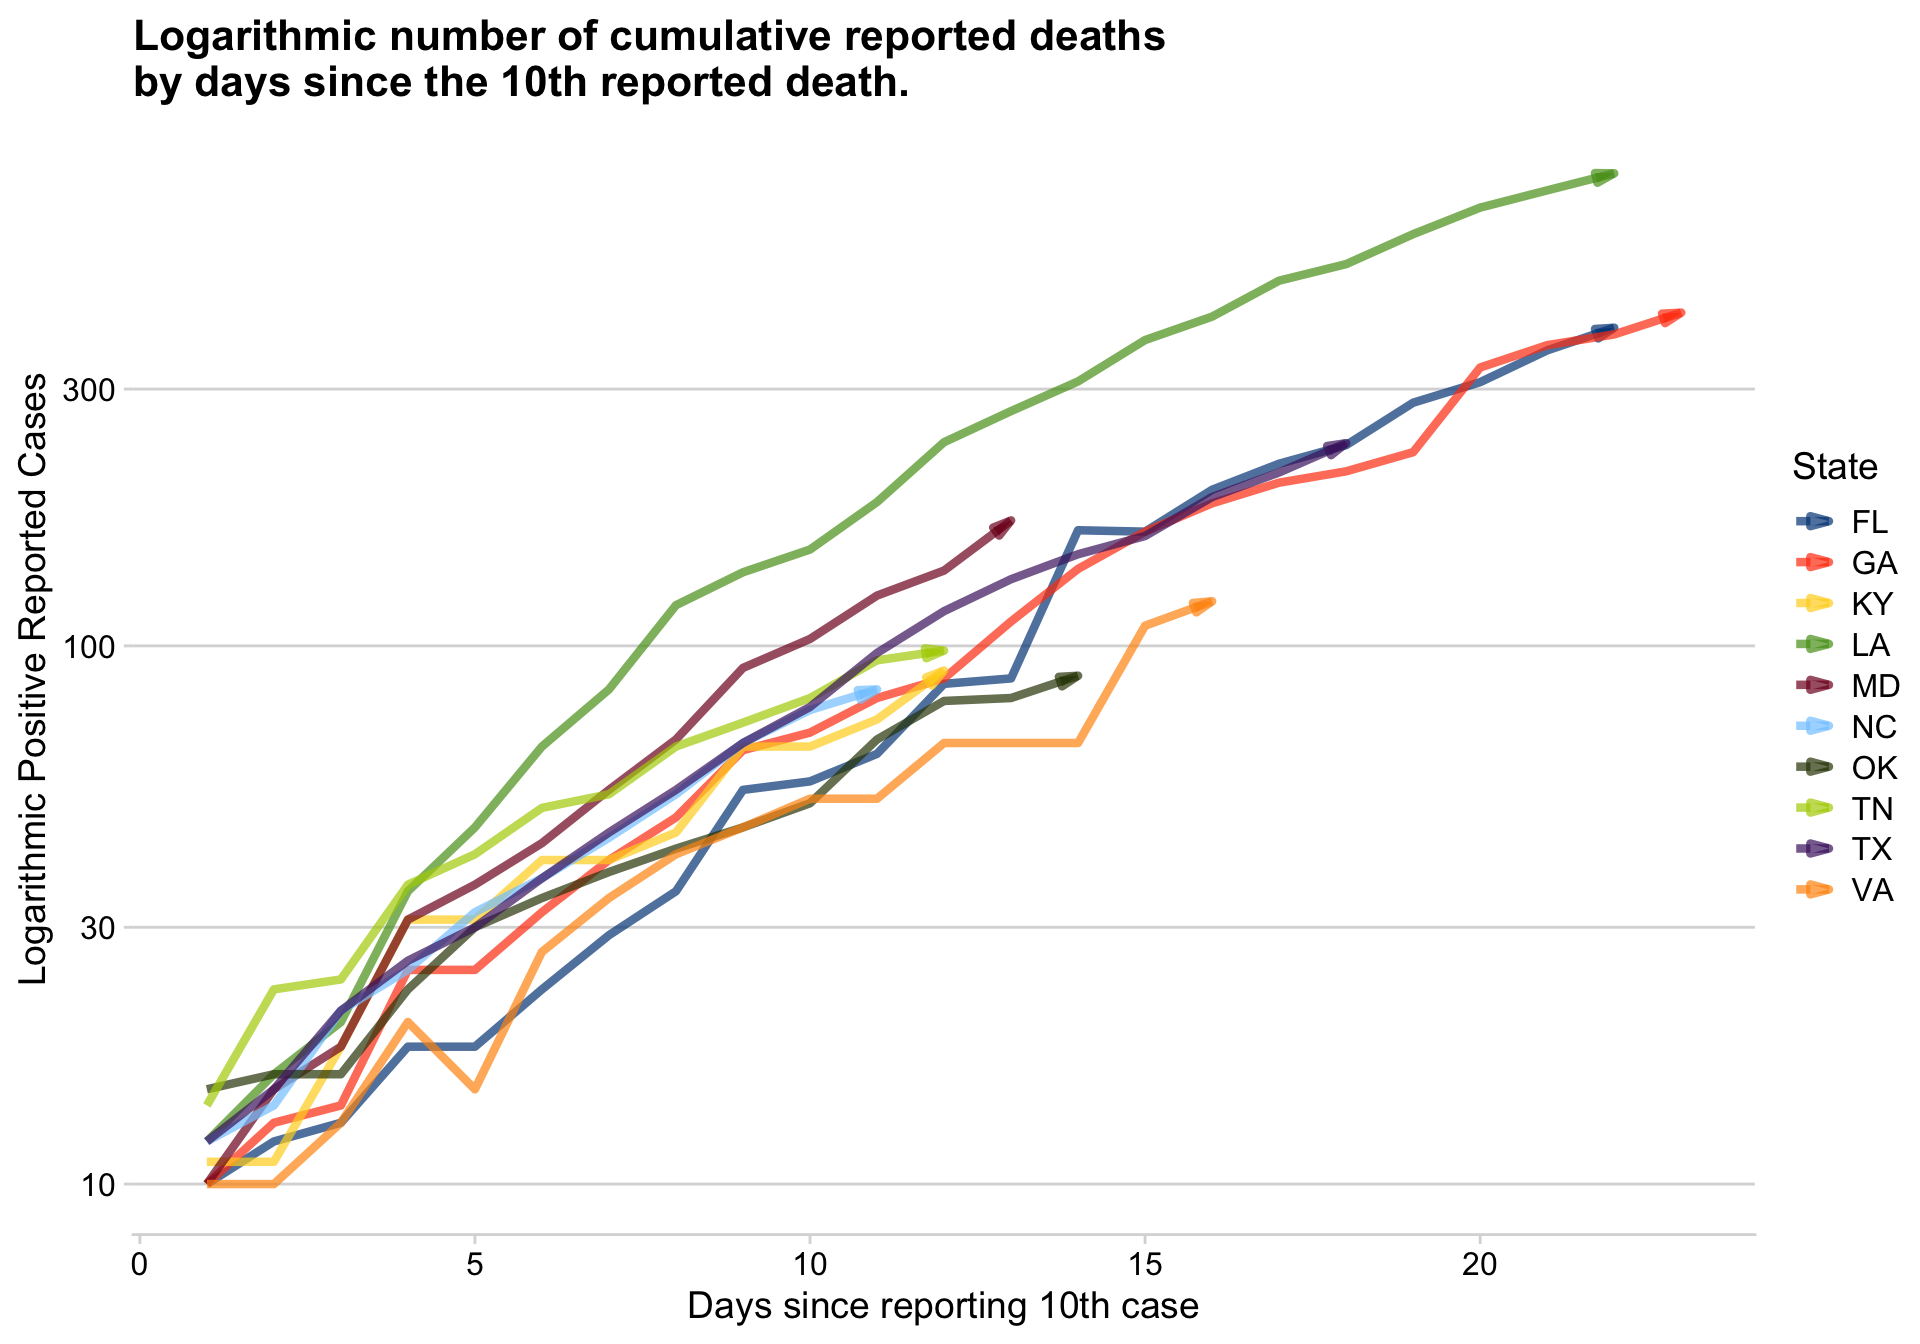 Logarithmic number of cumulative reported deaths
by days since the 10th reported death.
Logarithmic Positive Reported Cases
300
100
30
10
0
5
10
15
20
Days since reporting 10th case
State
FL
GA
KY
LA
MD
NC
OK
TN
TX
VA